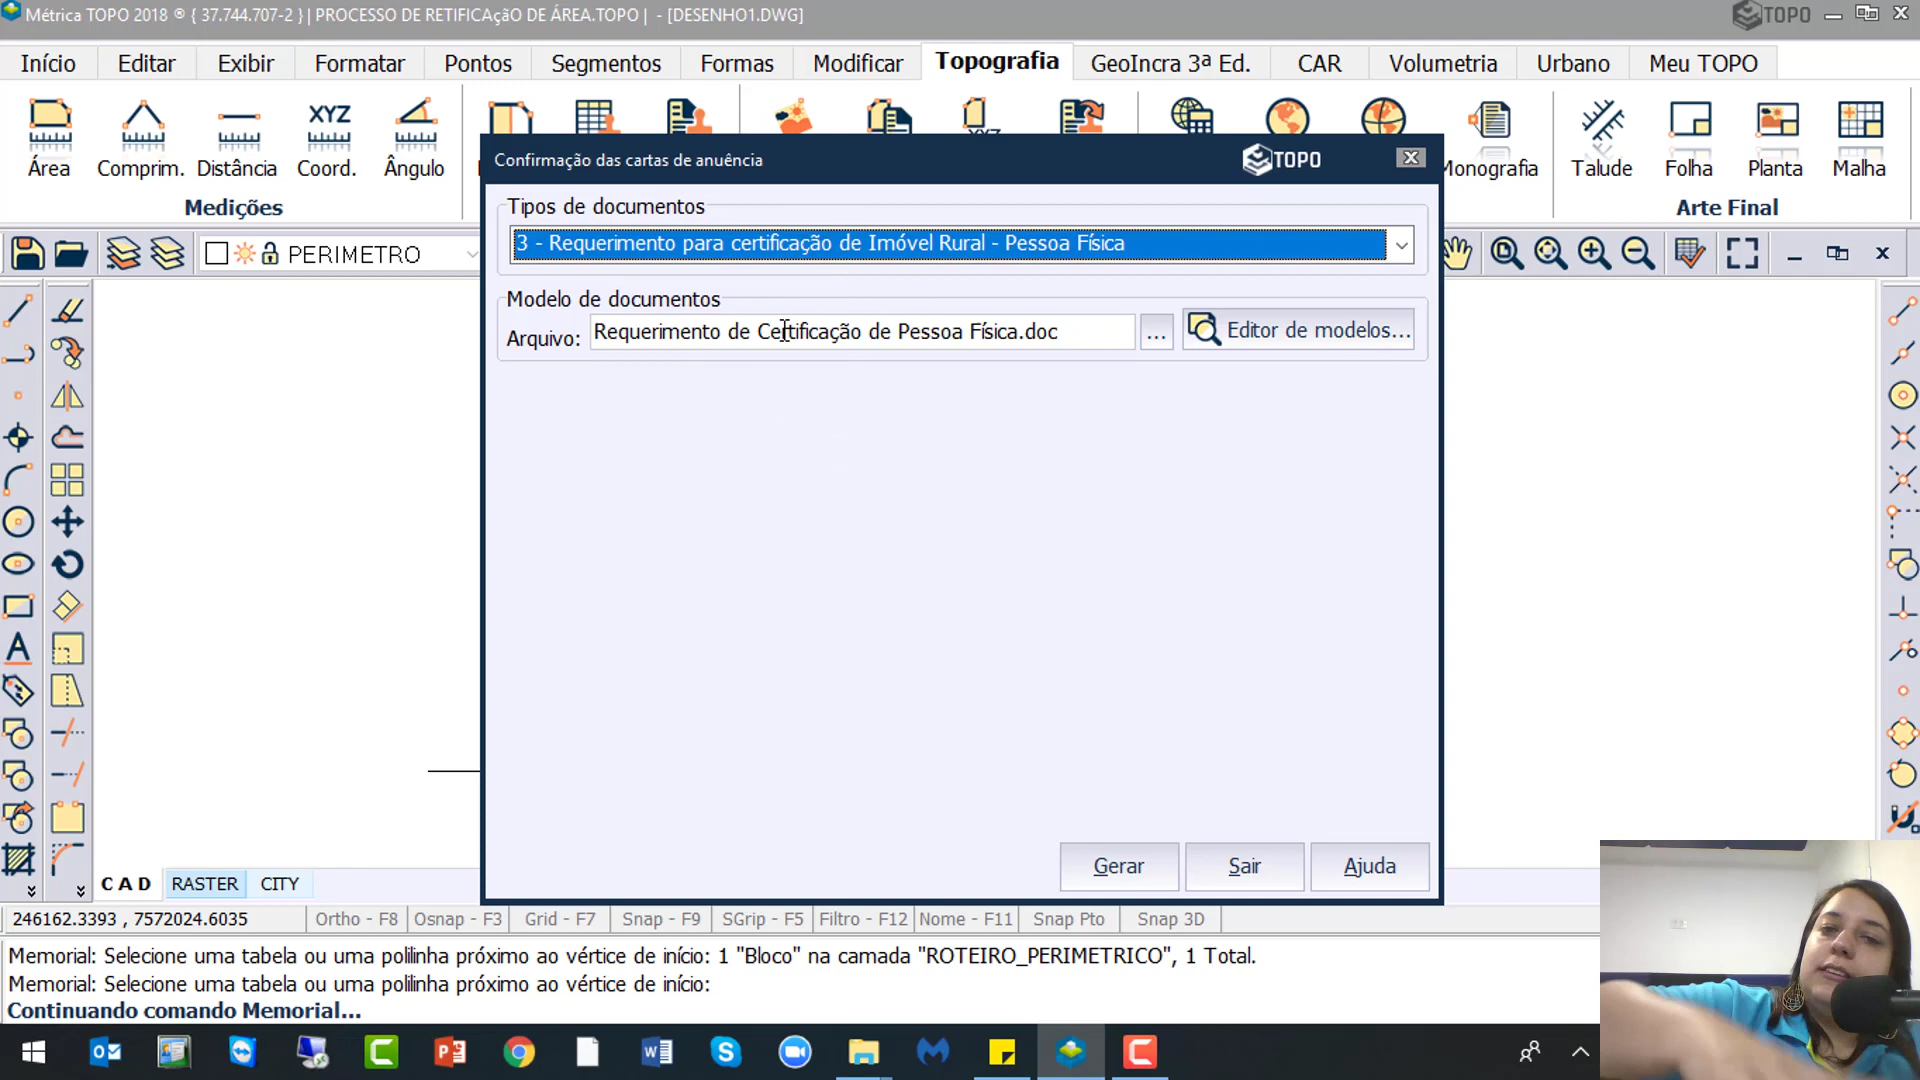 Métrica TOPO 2018 ® { 37.744.707-2 } | PROCESSO DE RETIFICAçãO DE ÁREA.TOPO | - [DESENHO1.DWG]
TOPO
Início Editar Exibir Formatar Pontos Segmentos Formas Modificar Topografia GeoIncra 3ª Ed. CAR Volumetria Urbano Meu TOPO
XYZ
Área Comprim. Distância Coord. Ângulo
Monografia Talude Folha Planta Malha
Medições
Arte Final
PERIMETRO
Confirmação das cartas de anuência
TOPO
Tipos de documentos
3 - Requerimento para certificação de Imóvel Rural - Pessoa Física
Modelo de documentos
Arquivo: Requerimento de Certificação de Pessoa Física.doc ... Editor de modelos...
Gerar Sair Ajuda
CAD RASTER CITY
246162.3393 , 7572024.6035 Ortho - F8 Osnap - F3 Grid - F7 Snap - F9 SGrip - F5 Filtro - F12 Nome - F11 Snap Pto Snap 3D
Memorial: Selecione uma tabela ou uma polilinha próximo ao vértice de início: 1 "Bloco" na camada "ROTEIRO_PERIMETRICO", 1 Total.
Memorial: Selecione uma tabela ou uma polilinha próximo ao vértice de início:
Continuando comando Memorial...